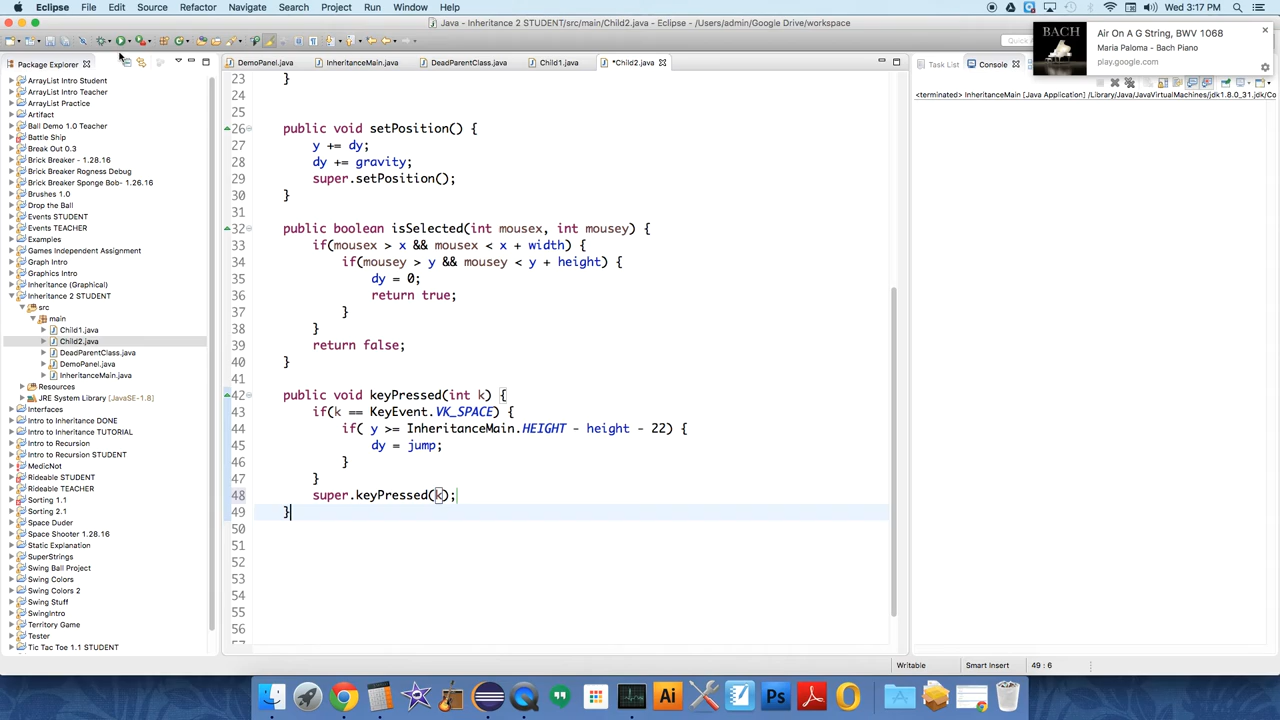 Eclipse File Edit Source Refactor Navigate Search Project Run Window Help
Wed 3:17 PM
Java - Inheritance 2 STUDENT/src/main/Child2.java - Eclipse - /Users/admin/Google Drive/workspace
BACH
Air On A G String, BWV 1068
Maria Paloma - Bach Piano
play.google.com
Package Explorer
DemoPanel.java InheritanceMain.java DeadParentClass.java Child1.java *Child2.java
Task List Console
<terminated> InheritanceMain [Java Application] /Library/Java/JavaVirtualMachines/jdk1.8.0_31.jdk/Co
ArrayList Intro Student
ArrayList Intro Teacher
ArrayList Practice
Artifact
Ball Demo 1.0 Teacher
Battle Ship
Break Out 0.3
Brick Breaker - 1.28.16
Brick Breaker Rogness Debug
Brick Breaker Sponge Bob- 1.26.16
Brushes 1.0
Drop the Ball
Events STUDENT
Events TEACHER
Examples
Games Independent Assignment
Graph Intro
Graphics Intro
Inheritance (Graphical)
Inheritance 2 STUDENT
src
main
Child1.java
Child2.java
DeadParentClass.java
DemoPanel.java
InheritanceMain.java
Resources
JRE System Library [JavaSE-1.8]
Interfaces
Intro to Inheritance DONE
Intro to Inheritance TUTORIAL
Intro to Recursion
Intro to Recursion STUDENT
MedicNot
Rideable STUDENT
Rideable TEACHER
Sorting 1.1
Sorting 2.1
Space Duder
Space Shooter 1.28.16
Static Explanation
SuperStrings
Swing Ball Project
Swing Colors
Swing Colors 2
Swing Stuff
SwingIntro
Territory Game
Tester
Tic Tac Toe 1.1 STUDENT
23 }
24
25
26 public void setPosition() {
27 y += dy;
28 dy += gravity;
29 super.setPosition();
30 }
31
32 public boolean isSelected(int mousex, int mousey) {
33 if(mousex > x && mousex < x + width) {
34 if(mousey > y && mousey < y + height) {
35 dy = 0;
36 return true;
37 }
38 }
39 return false;
40 }
41
42 public void keyPressed(int k) {
43 if(k == KeyEvent.VK_SPACE) {
44 if( y >= InheritanceMain.HEIGHT - height - 22) {
45 dy = jump;
46 }
47 }
48 super.keyPressed(k);
49 }
50
51
52
53
54
55
56
Writable Smart Insert 49 : 6
Ai Ps